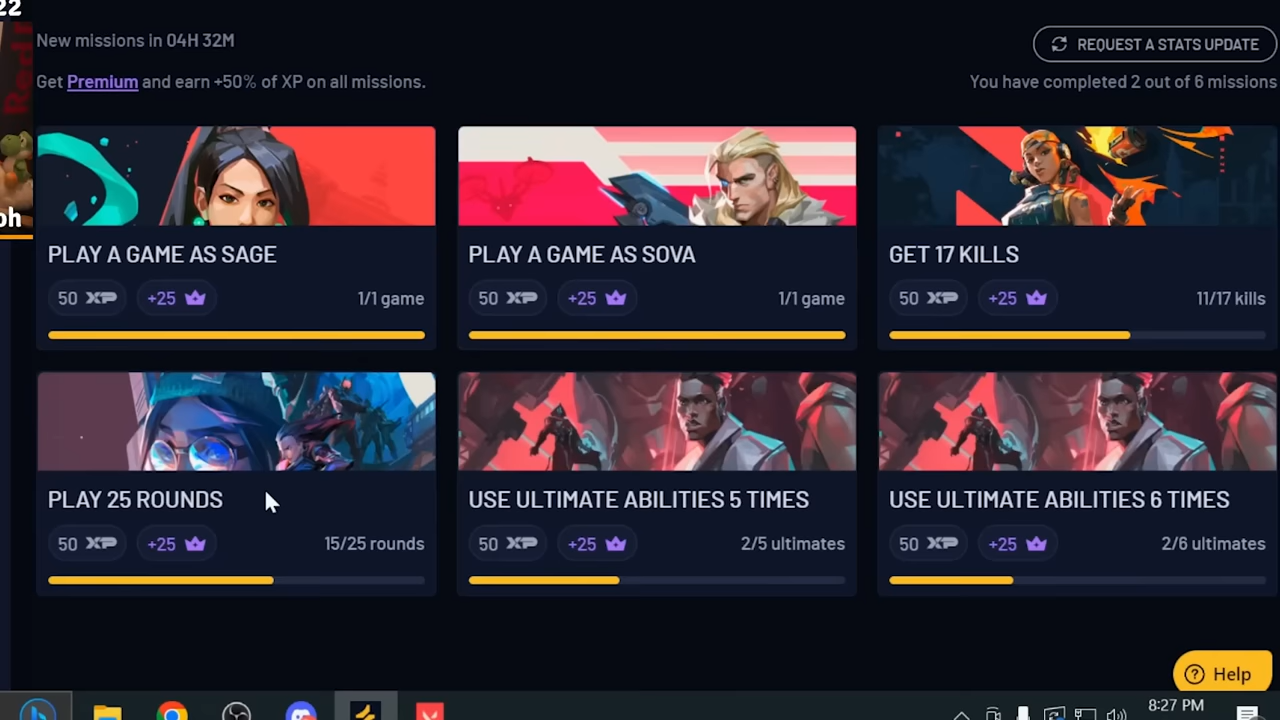 22
New missions in 04H 32M
REQUEST A STATS UPDATE
Get Premium and earn +50% of XP on all missions.
You have completed 2 out of 6 missions
oh
PLAY A GAME AS SAGE
50 XP +25 1/1 game
PLAY A GAME AS SOVA
50 XP +25 1/1 game
GET 17 KILLS
50 XP +25 11/17 kills
PLAY 25 ROUNDS
50 XP +25 15/25 rounds
USE ULTIMATE ABILITIES 5 TIMES
50 XP +25 2/5 ultimates
USE ULTIMATE ABILITIES 6 TIMES
50 XP +25 2/6 ultimates
? Help
8:27 PM